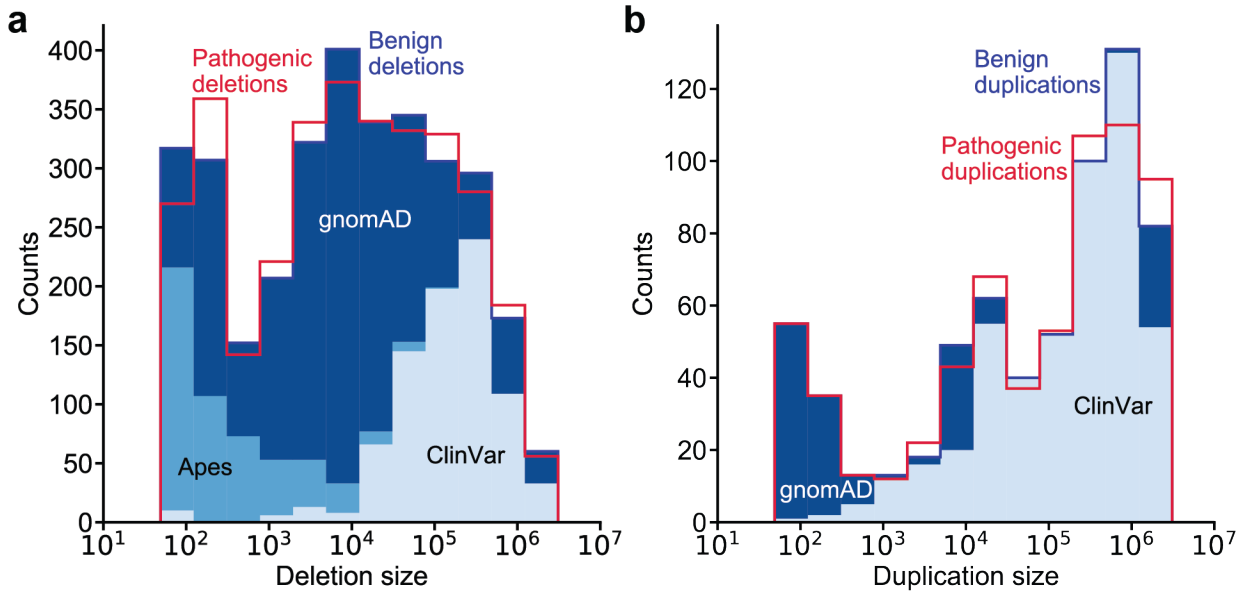 a
400
350
300
250
200
150
100
50
0
Counts
Pathogenic
deletions
Benign
deletions
gnomAD
Apes
ClinVar
10¹ 10² 10³ 10⁴ 10⁵ 10⁶ 10⁷
Deletion size
b
120
100
80
60
40
20
0
Counts
Benign
duplications
Pathogenic
duplications
ClinVar
gnomAD
10¹ 10² 10³ 10⁴ 10⁵ 10⁶ 10⁷
Duplication size